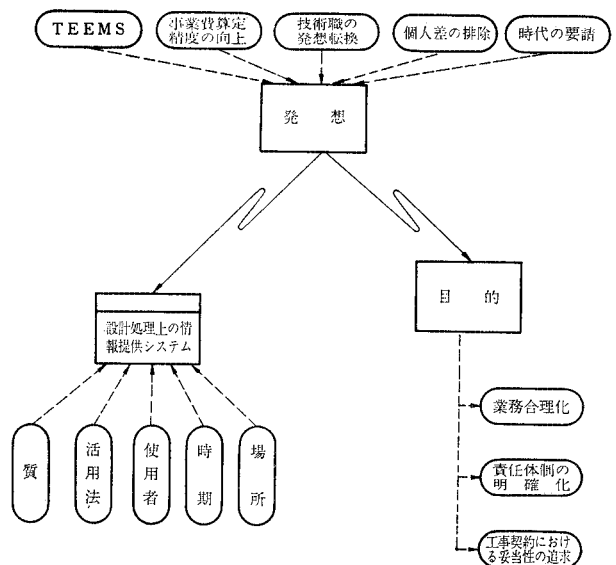 TEEMS
事業費算定
精度の向上
技術職の
発想転換
個人差の排除
時代の要請
発想
目的
設計処理上の情
報提供システム
業務合理化
責任体制の
明確化
工事契約におけ
る妥当性の追求
質
活用法
使用者
時期
場所